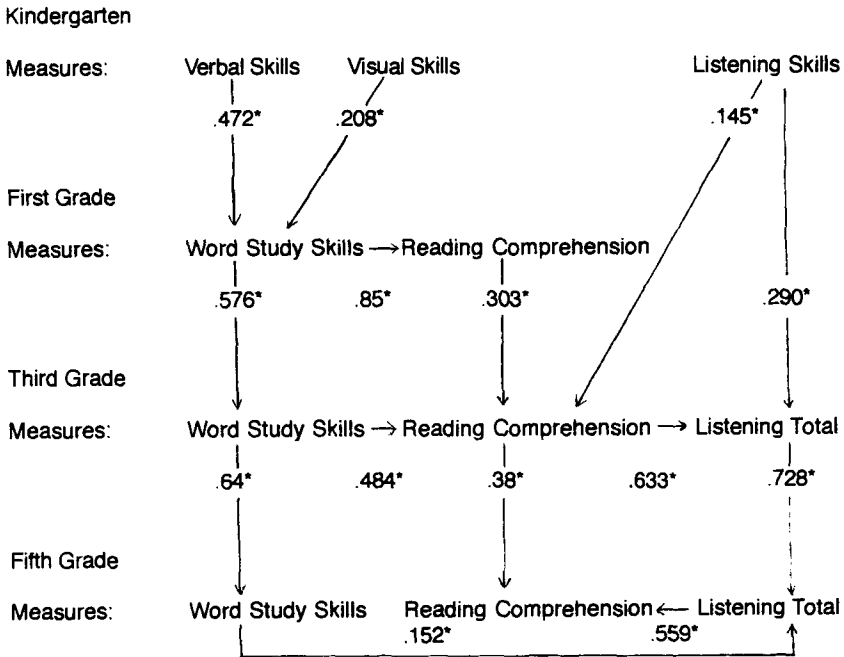 Kindergarten
Measures: Verbal Skills Visual Skills Listening Skills
.472* .208* .145*
First Grade
Measures: Word Study Skills → Reading Comprehension
.576* .85* .303* .290*
Third Grade
Measures: Word Study Skills → Reading Comprehension → Listening Total
.64* .484* .38* .633* .728*
Fifth Grade
Measures: Word Study Skills Reading Comprehension ← Listening Total
.152* .559*